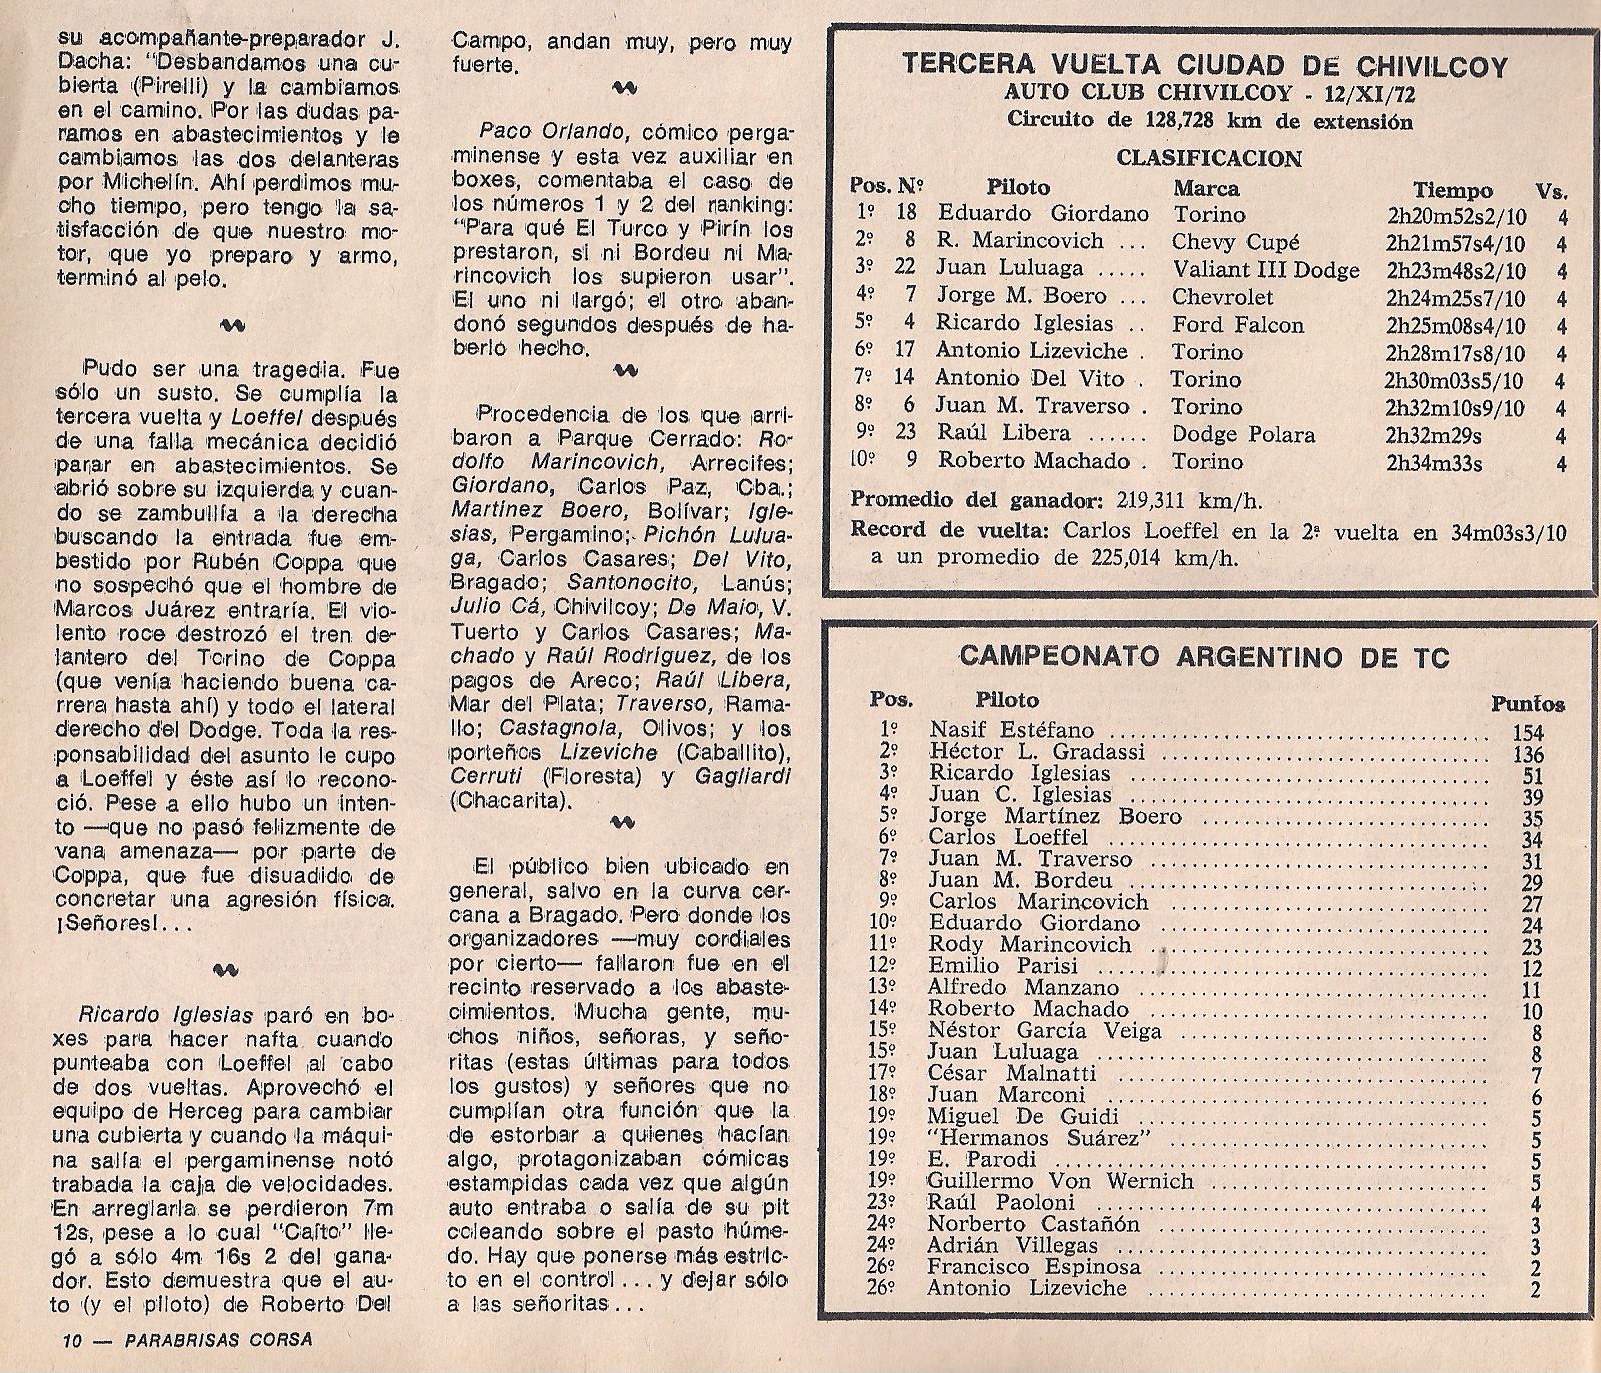 su acompañante-preparador J.
Dacha: "Desbandamos una cu-
bierta (Pirelli) y la cambiamos
en el camino. Por las dudas pa-
ramos en abastecimientos y le
cambiamos las dos delanteras
por Michelín. Ahí perdimos mu-
cho tiempo, pero tengo la sa-
tisfacción de que nuestro mo-
tor, que yo preparo y armo,
terminó al pelo.
Pudo ser una tragedia. Fue
sólo un susto. Se cumplía la
tercera vuelta y Loeffel después
de una falla mecánica decidió
parar en abastecimientos. Se
abrió sobre su izquierda y cuan-
do se zambullía a la derecha
buscando la entrada fue em-
bestido por Rubén Coppa que
no sospechó que el hombre de
Marcos Juárez entraría. El vio-
lento roce destrozó el tren de-
lantero del Torino de Coppa
(que venía haciendo buena ca-
rrera hasta ahí) y todo el lateral
derecho del Dodge. Toda la res-
ponsabilidad del asunto le cupo
a Loeffel y éste así lo recono-
ció. Pese a ello hubo un inten-
to —que no pasó felizmente de
vana amenaza— por parte de
Coppa, que fue disuadido de
concretar una agresión física.
¡Señores!...
Ricardo Iglesias paró en bo-
xes para hacer nafta cuando
punteaba con Loeffel al cabo
de dos vueltas. Aprovechó el
equipo de Herceg para cambiar
una cubierta y cuando la máqui-
na salía el pergaminense notó
trabada la caja de velocidades.
En arreglarla se perdieron 7m
12s, pese a lo cual "Caíto" lle-
gó a sólo 4m 16s 2 del gana-
dor. Esto demuestra que el au-
to (y el piloto) de Roberto Del
10 — PARABRISAS CORSA
Campo, andan muy, pero muy
fuerte.
Paco Orlando, cómico perga-
minense y esta vez auxiliar en
boxes, comentaba el caso de
los números 1 y 2 del ranking:
"Para qué El Turco y Pirín los
prestaron, si ni Bordeu ni Ma-
rincovich los supieron usar".
El uno ni largó; el otro aban-
donó segundos después de ha-
berlo hecho.
Procedencia de los que arri-
baron a Parque Cerrado: Ro-
dolfo Marincovich, Arrecifes;
Giordano, Carlos Paz, Cba.;
Martínez Boero, Bolívar; Igle-
sias, Pergamino; Pichón Lulua-
ga, Carlos Casares; Del Vito,
Bragado; Santonocito, Lanús;
Julio Cá, Chivilcoy; De Maio, V.
Tuerto y Carlos Casares; Ma-
chado y Raúl Rodríguez, de los
pagos de Areco; Raúl Libera,
Mar del Plata; Traverso, Rama-
llo; Castagnola, Olivos; y los
porteños Lizeviche (Caballito),
Cerruti (Floresta) y Gagliardi
(Chacarita).
El público bien ubicado en
general, salvo en la curva cer-
cana a Bragado. Pero donde los
organizadores —muy cordiales
por cierto— fallaron fue en el
recinto reservado a los abaste-
cimientos. Mucha gente, mu-
chos niños, señoras, y seño-
ritas (estas últimas para todos
los gustos) y señores que no
cumplían otra función que la
de estorbar a quienes hacían
algo, protagonizaban cómicas
estampidas cada vez que algún
auto entraba o salía de su pit
coleando sobre el pasto húme-
do. Hay que ponerse más estric-
to en el control... y dejar sólo
a las señoritas...
TERCERA VUELTA CIUDAD DE CHIVILCOY
AUTO CLUB CHIVILCOY - 12/XI/72
Circuito de 128,728 km de extensión
CLASIFICACION
Pos. Nº Piloto Marca Tiempo Vs.
1º 18 Eduardo Giordano Torino 2h20m52s2/10 4
2º 8 R. Marincovich ... Chevy Cupé 2h21m57s4/10 4
3º 22 Juan Luluaga ..... Valiant III Dodge 2h23m48s2/10 4
4º 7 Jorge M. Boero ... Chevrolet 2h24m25s7/10 4
5º 4 Ricardo Iglesias .. Ford Falcon 2h25m08s4/10 4
6º 17 Antonio Lizeviche . Torino 2h28m17s8/10 4
7º 14 Antonio Del Vito . Torino 2h30m03s5/10 4
8º 6 Juan M. Traverso . Torino 2h32m10s9/10 4
9º 23 Raúl Libera ...... Dodge Polara 2h32m29s 4
10º 9 Roberto Machado . Torino 2h34m33s 4
Promedio del ganador: 219,311 km/h.
Record de vuelta: Carlos Loeffel en la 2ª vuelta en 34m03s3/10
a un promedio de 225,014 km/h.
CAMPEONATO ARGENTINO DE TC
Pos. Piloto Puntos
1º Nasif Estéfano 154
2º Héctor L. Gradassi 136
3º Ricardo Iglesias 51
4º Juan C. Iglesias 39
5º Jorge Martínez Boero 35
6º Carlos Loeffel 34
7º Juan M. Traverso 31
8º Juan M. Bordeu 29
9º Carlos Marincovich 27
10º Eduardo Giordano 24
11º Rody Marincovich 23
12º Emilio Parisi 12
13º Alfredo Manzano 11
14º Roberto Machado 10
15º Néstor García Veiga 8
15º Juan Luluaga 8
17º César Malnatti 7
18º Juan Marconi 6
19º Miguel De Guidi 5
19º "Hermanos Suárez" 5
19º E. Parodi 5
19º Guillermo Von Wernich 5
23º Raúl Paoloni 4
24º Norberto Castañón 3
24º Adrián Villegas 3
26º Francisco Espinosa 2
26º Antonio Lizeviche 2